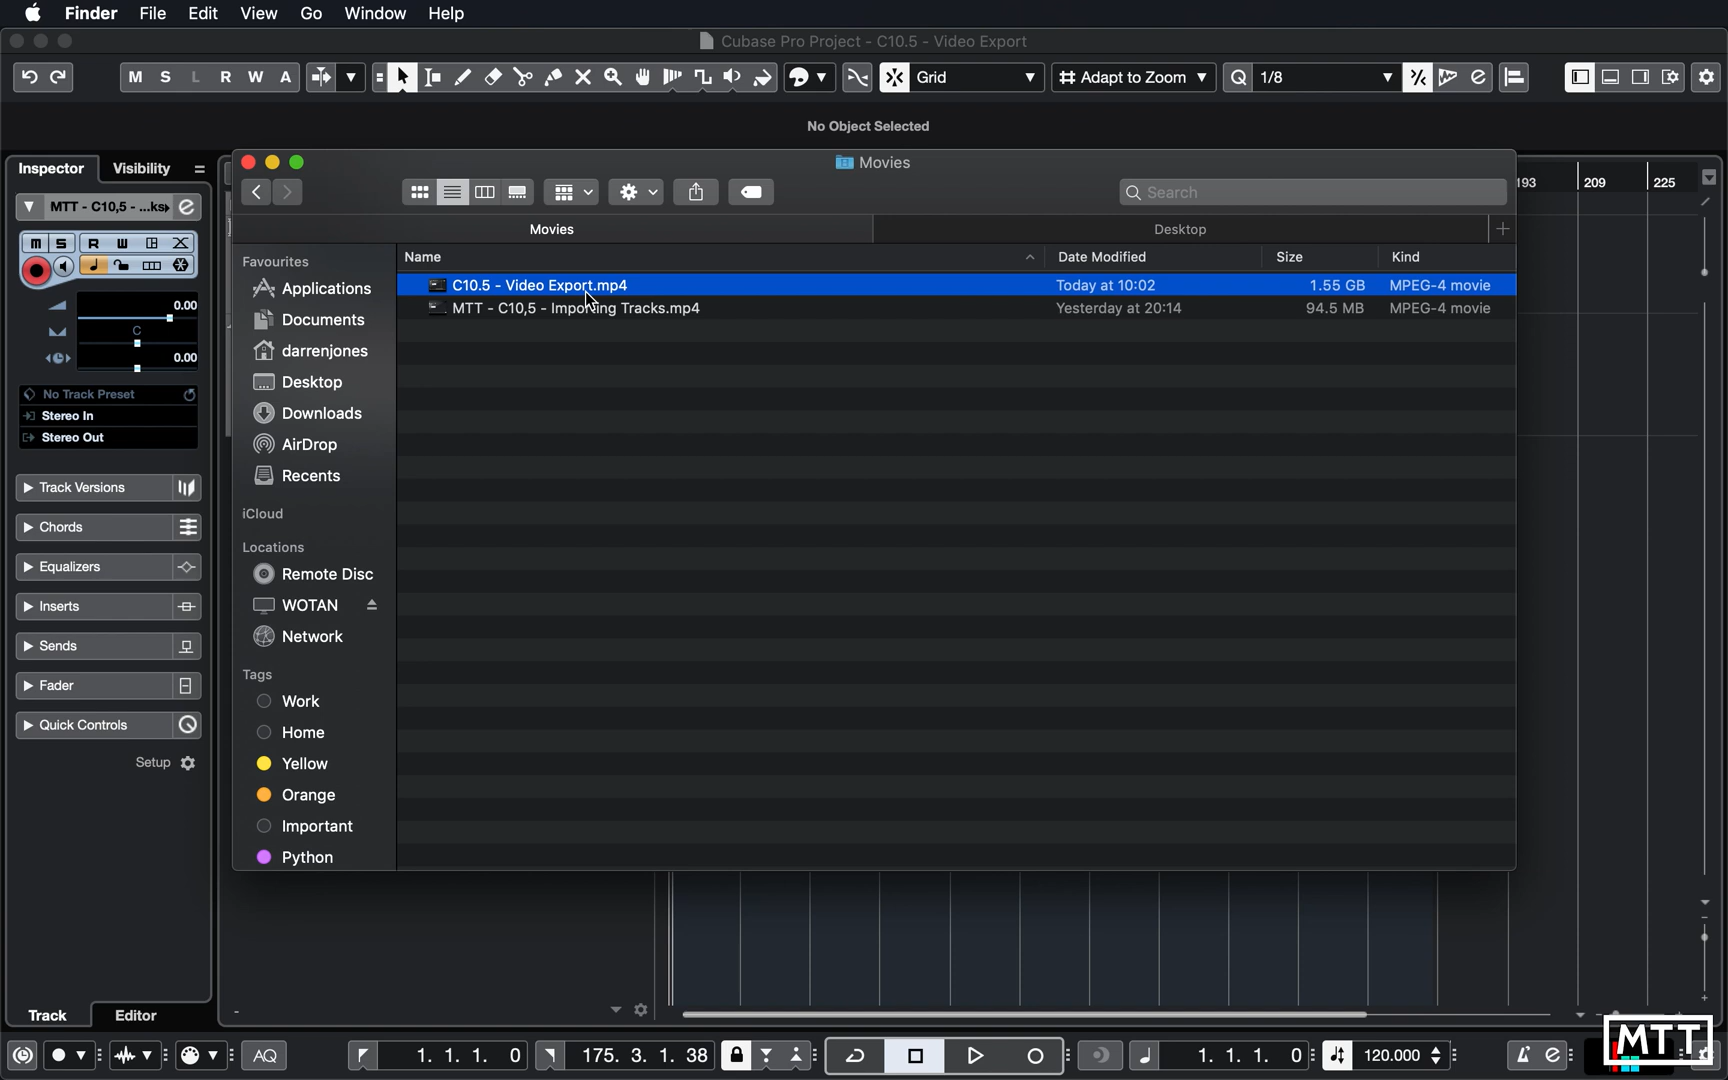 Finder File Edit View Go Window Help
Cubase Pro Project - C10.5 - Video Export
M S L R W A Grid # Adapt to Zoom Q 1/8
No Object Selected
Inspector Visibility
Movies
193 209 225
MTT - C10,5 - ...ks
Search
Movies Desktop
M S R W
Name Date Modified Size Kind
Favourites
C10.5 - Video Export.mp4 Today at 10:02 1.55 GB MPEG-4 movie
MTT - C10,5 - Importing Tracks.mp4 Yesterday at 20:14 94.5 MB MPEG-4 movie
Applications
Documents
darrenjones
Desktop
Downloads
AirDrop
Recents
iCloud
Locations
Remote Disc
WOTAN
Network
Tags
Work
Home
Yellow
Orange
Important
Python
0.00
C
0.00
No Track Preset
Stereo In
Stereo Out
Track Versions
Chords
Equalizers
Inserts
Sends
Fader
Quick Controls
Setup
Track Editor
AQ 1. 1. 1. 0 175. 3. 1. 38 1. 1. 1. 0 120.000
MTT